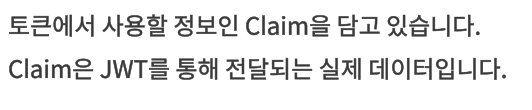 토큰에서 사용할 정보인 Claim을 담고 있습니다.
Claim은 JWT를 통해 전달되는 실제 데이터입니다.